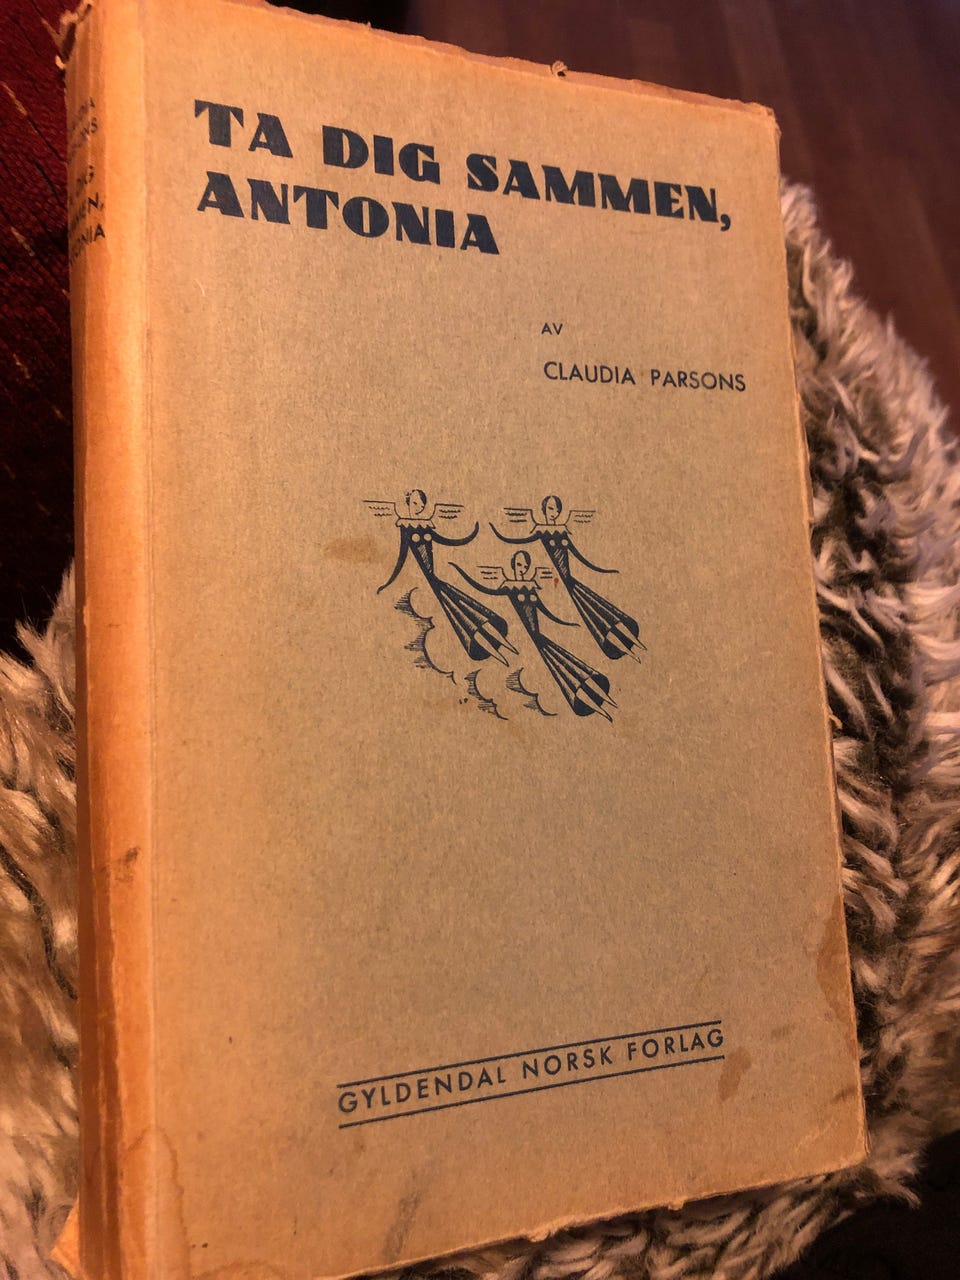 TA DIG SAMMEN,
ANTONIA
AV
CLAUDIA PARSONS
GYLDENDAL NORSK FORLAG